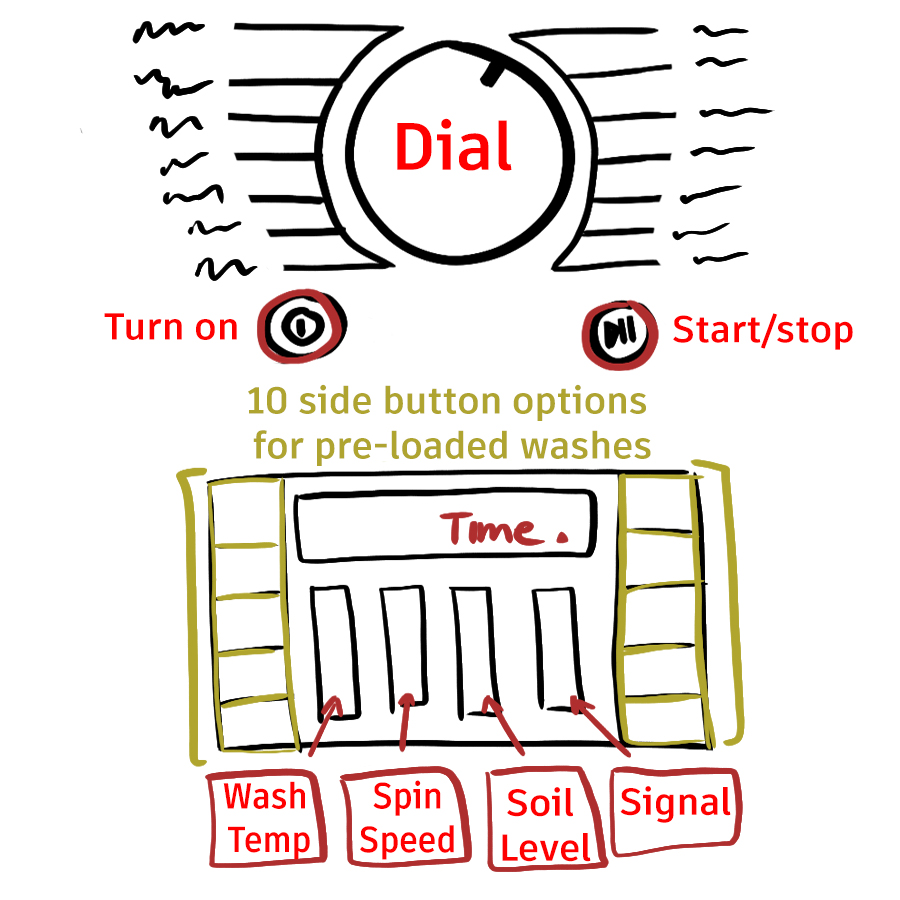 Dial
Turn on
Start/stop
10 side button options
for pre-loaded washes
Time.
Wash
Temp
Spin
Speed
Soil
Level
Signal